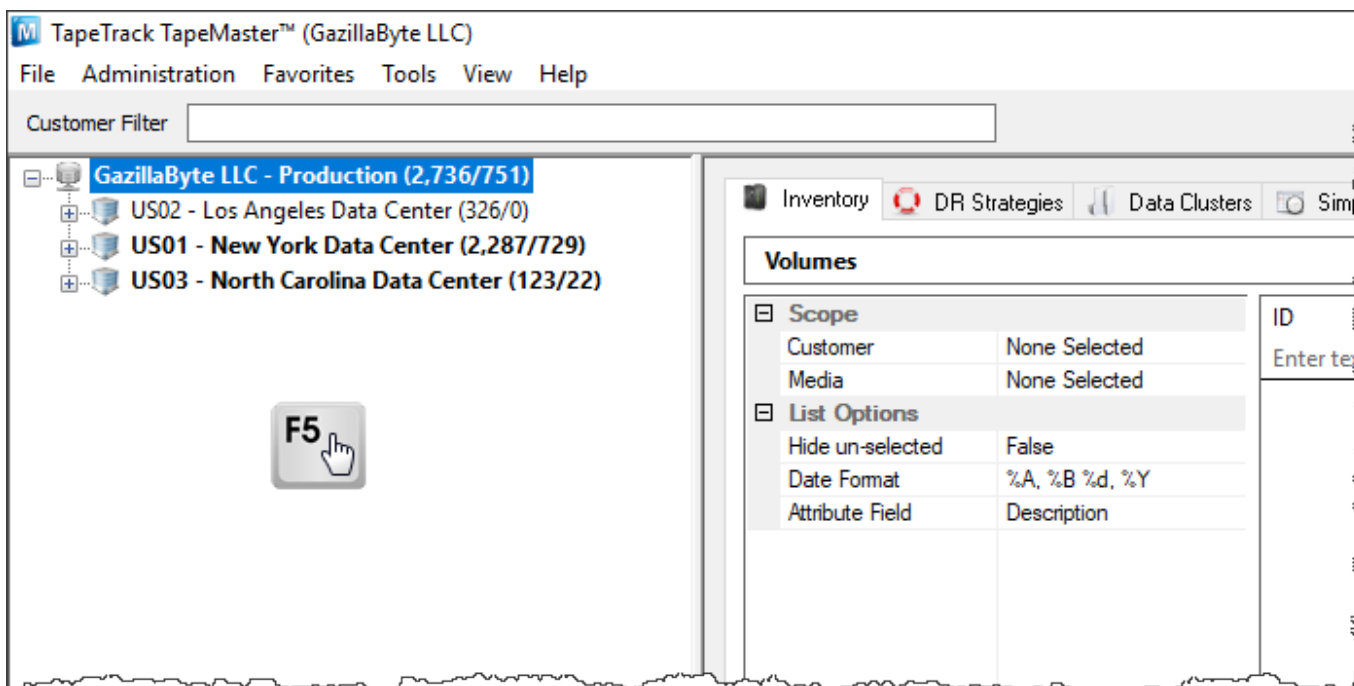 TapeTrack TapeMaster™ (GazillaByte LLC)
File Administration Favorites Tools View Help
Customer Filter
GazillaByte LLC - Production (2,736/751)
US02 - Los Angeles Data Center (326/0)
US01 - New York Data Center (2,287/729)
US03 - North Carolina Data Center (123/22)
F5
Inventory DR Strategies Data Clusters
Volumes
Scope
Customer None Selected
Media None Selected
List Options
Hide un-selected False
Date Format %A, %B %d, %Y
Attribute Field Description
ID
Enter